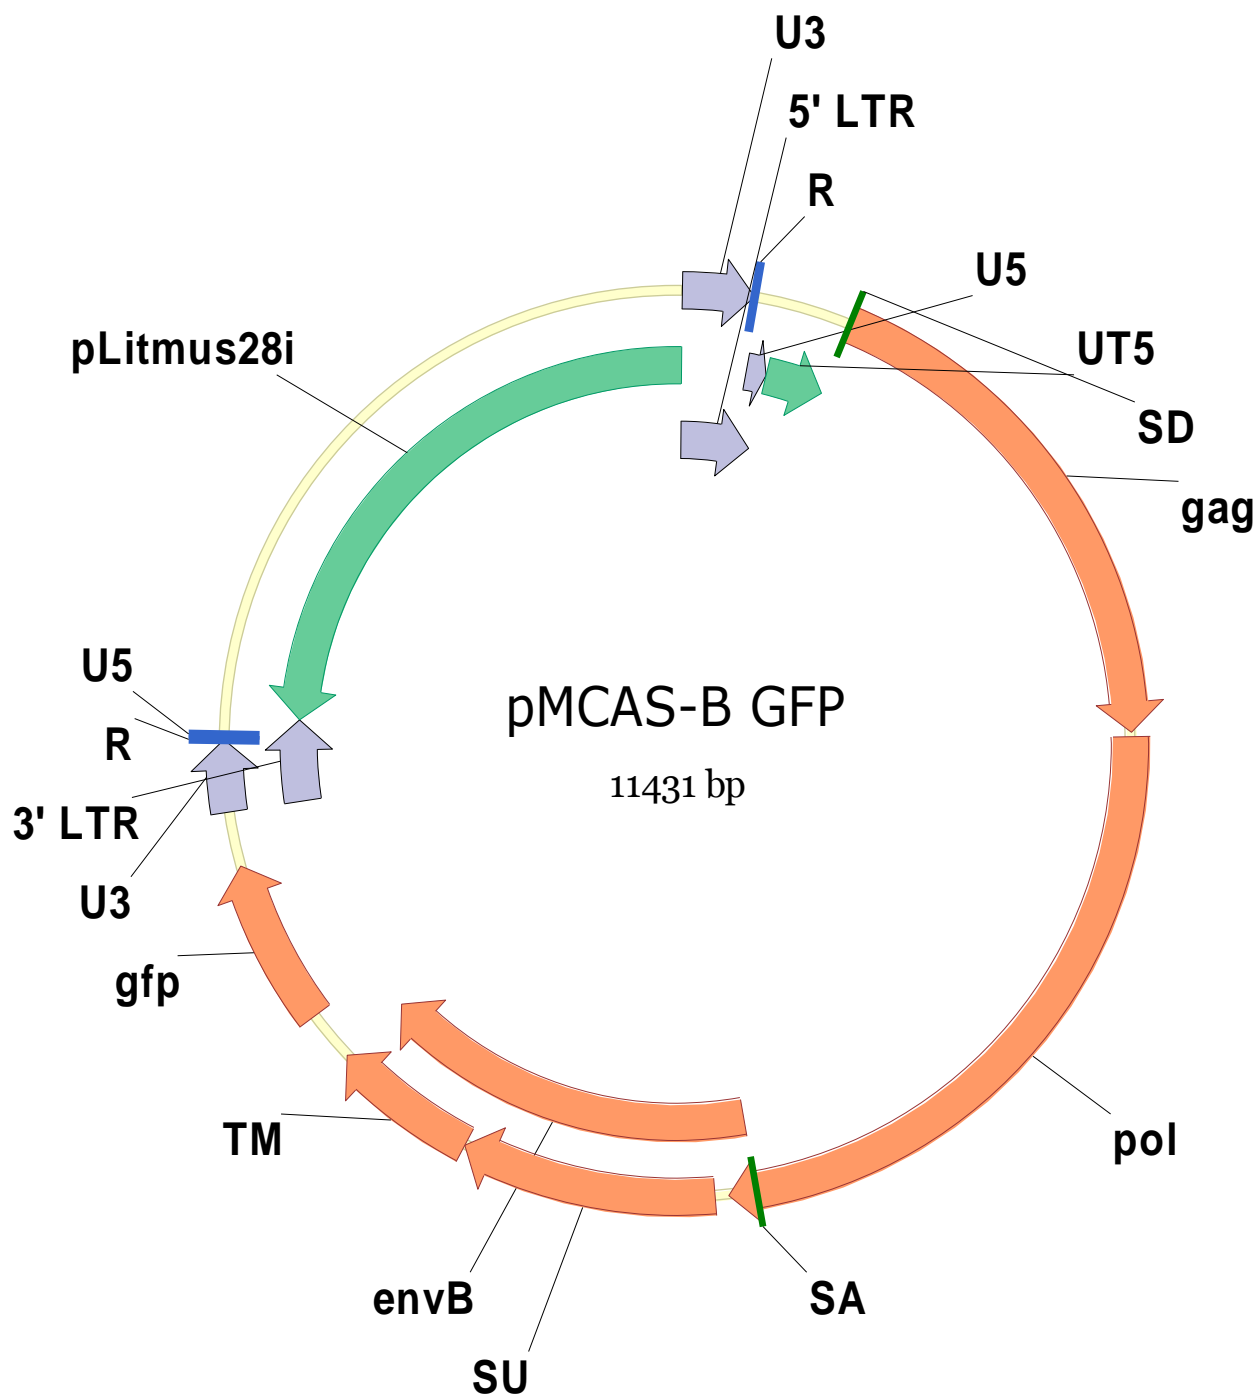 U3
5' LTR
R
U5
pLitmus28i
UT5
SD
gag
U5
R
pMCAS-B GFP
11431 bp
3' LTR
U3
gfp
TM
pol
envB
SA
SU